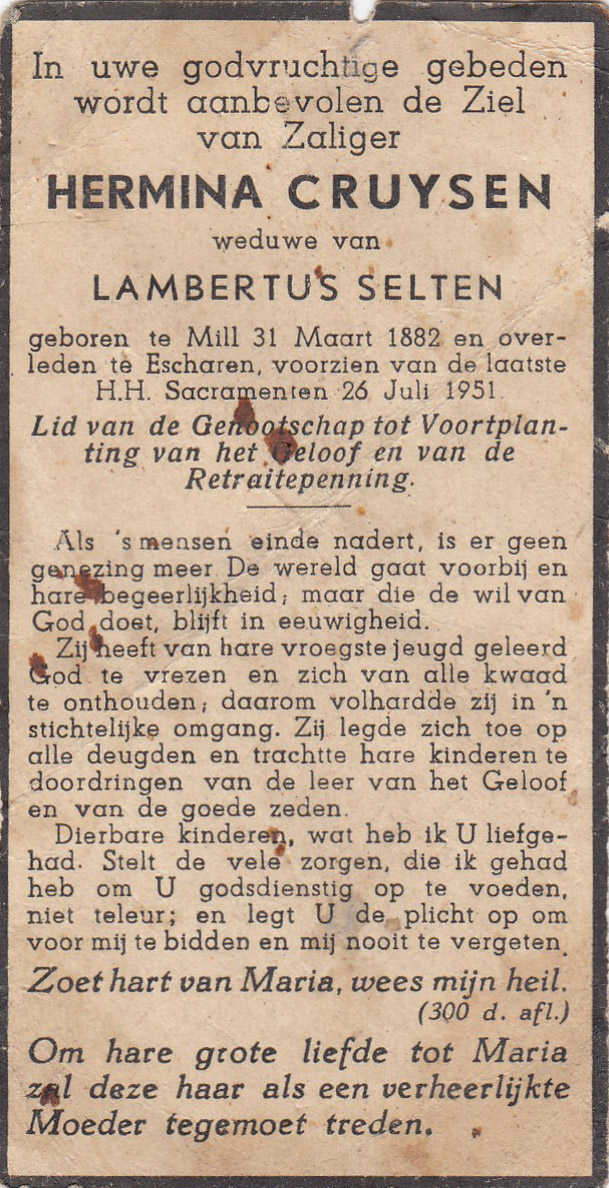 In uwe godvruchtige gebeden
wordt aanbevolen de Ziel
van Zaliger
HERMINA CRUYSEN
weduwe van
LAMBERTUS SELTEN
geboren te Mill 31 Maart 1882 en over-
leden te Escharen, voorzien van de laatste
H.H. Sacramenten 26 Juli 1951.
Lid van de Genootschap tot Voortplan-
ting van het Geloof en van de
Retraitepenning.
Als 's mensen einde nadert, is er geen
genezing meer De wereld gaat voorbij en
hare begeerlijkheid; maar die de wil van
God doet, blijft in eeuwigheid.
Zij heeft van hare vroegste jeugd geleerd
God te vrezen en zich van alle kwaad
te onthouden; daarom volhardde zij in 'n
stichtelijke omgang. Zij legde zich toe op
alle deugden en trachtte hare kinderen te
doordringen van de leer van het Geloof
en van de goede zeden.
Dierbare kinderen, wat heb ik U liefge-
had. Stelt de vele zorgen, die ik gehad
heb om U godsdienstig op te voeden,
niet teleur; en legt U de plicht op om
voor mij te bidden en mij nooit te vergeten.
Zoet hart van Maria, wees mijn heil.
(300 d. afl.)
Om hare grote liefde tot Maria
zal deze haar als een verheerlijkte
Moeder tegemoet treden.